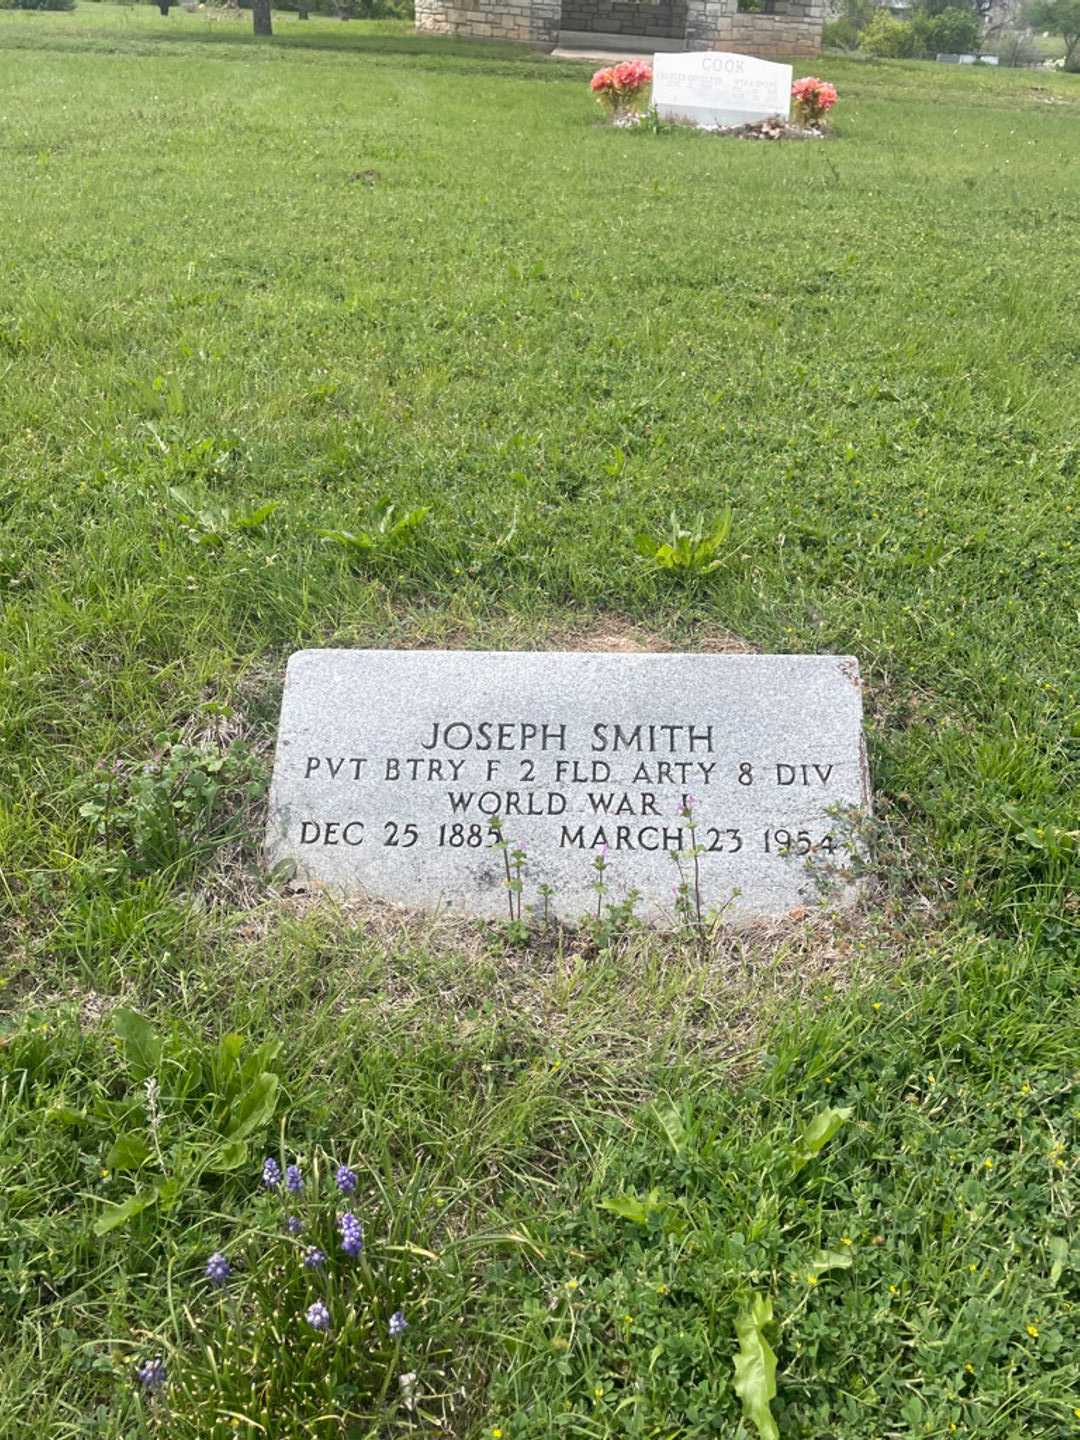 COOK
JOSEPH SMITH
PVT BTRY F 2 FLD ARTY 8 DIV
WORLD WAR I
DEC 25 1885 MARCH 23 1954